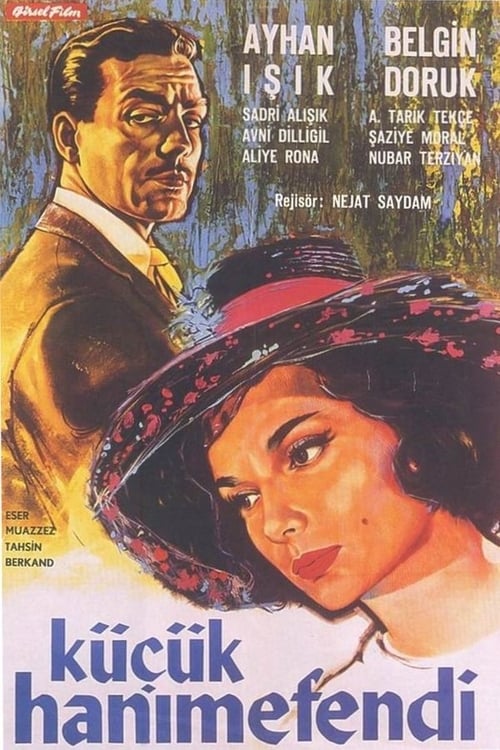 Birsel Film
AYHAN IŞIK
BELGİN DORUK
SADRİ ALIŞIK
AVNİ DİLLİGİL
ALİYE RONA
A. TARIK TEKÇE
ŞAZİYE MORAL
NUBAR TERZİYAN
Rejisör: NEJAT SAYDAM
ESER
MUAZZEZ
TAHSİN
BERKAND
küçük
hanımefendi